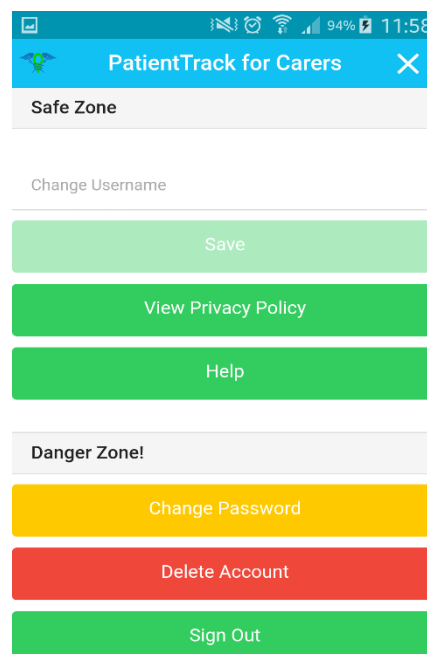 94% 11:58
PatientTrack for Carers
Safe Zone
Change Username
Save
View Privacy Policy
Help
Danger Zone!
Change Password
Delete Account
Sign Out